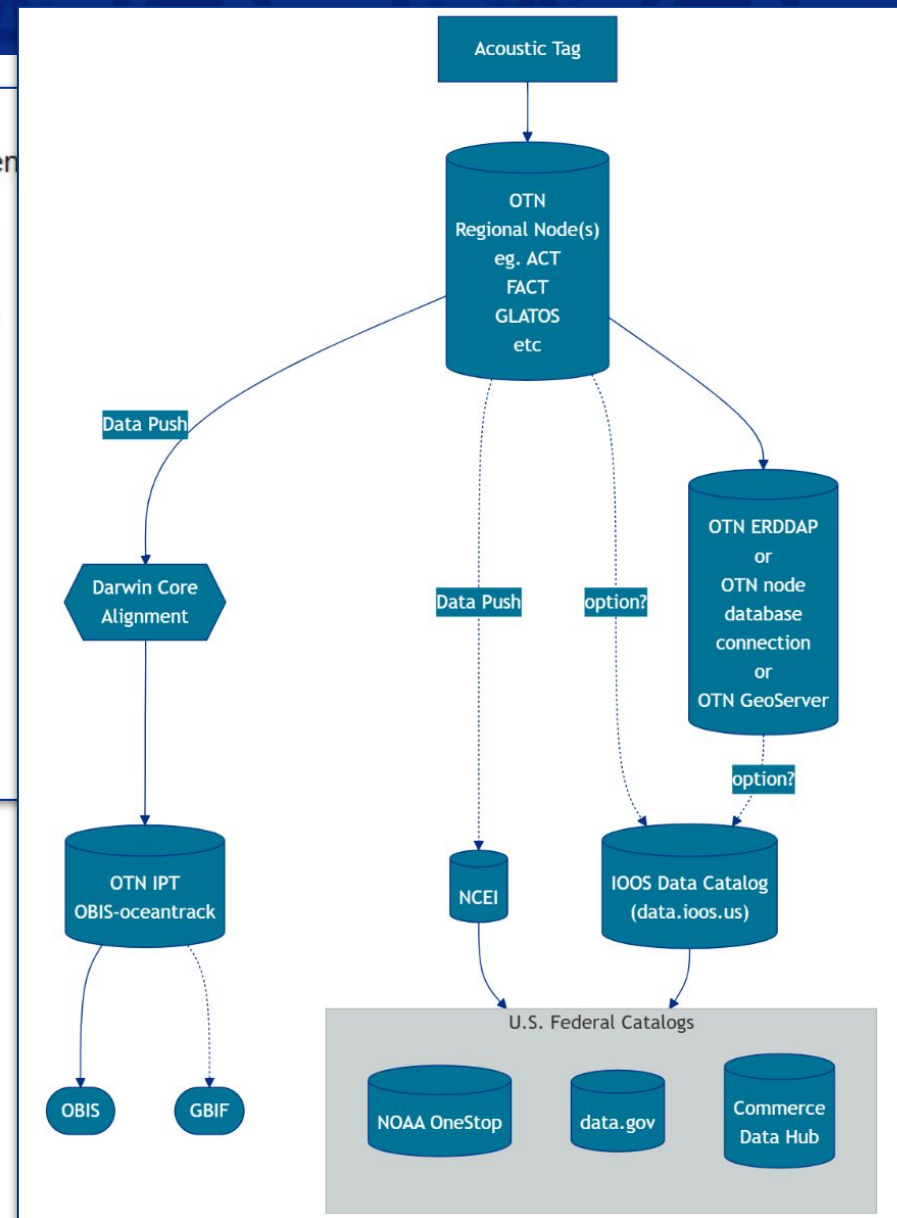 Acoustic Tag
OTN
Regional Node(s)
eg. ACT
FACT
GLATOS
etc
Data Push
OTN ERDDAP
or
OTN node
database
connection
or
OTN GeoServer
Darwin Core
Alignment
Data Push
option?
option?
OTN IPT
OBIS-oceantrack
NCEI
IOOS Data Catalog
(data.ioos.us)
U.S. Federal Catalogs
OBIS
GBIF
NOAA OneStop
data.gov
Commerce
Data Hub